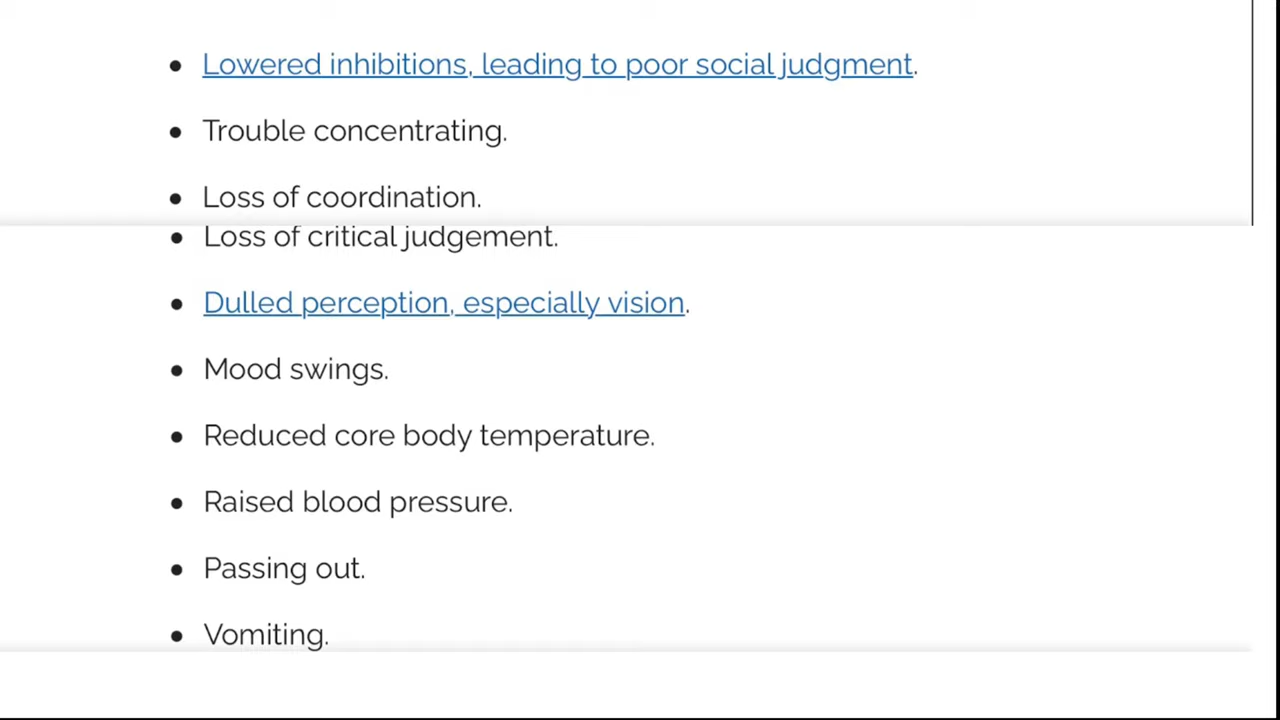 • Lowered inhibitions, leading to poor social judgment.
• Trouble concentrating.
• Loss of coordination.
• Loss of critical judgement.
• Dulled perception, especially vision.
• Mood swings.
• Reduced core body temperature.
• Raised blood pressure.
• Passing out.
• Vomiting.